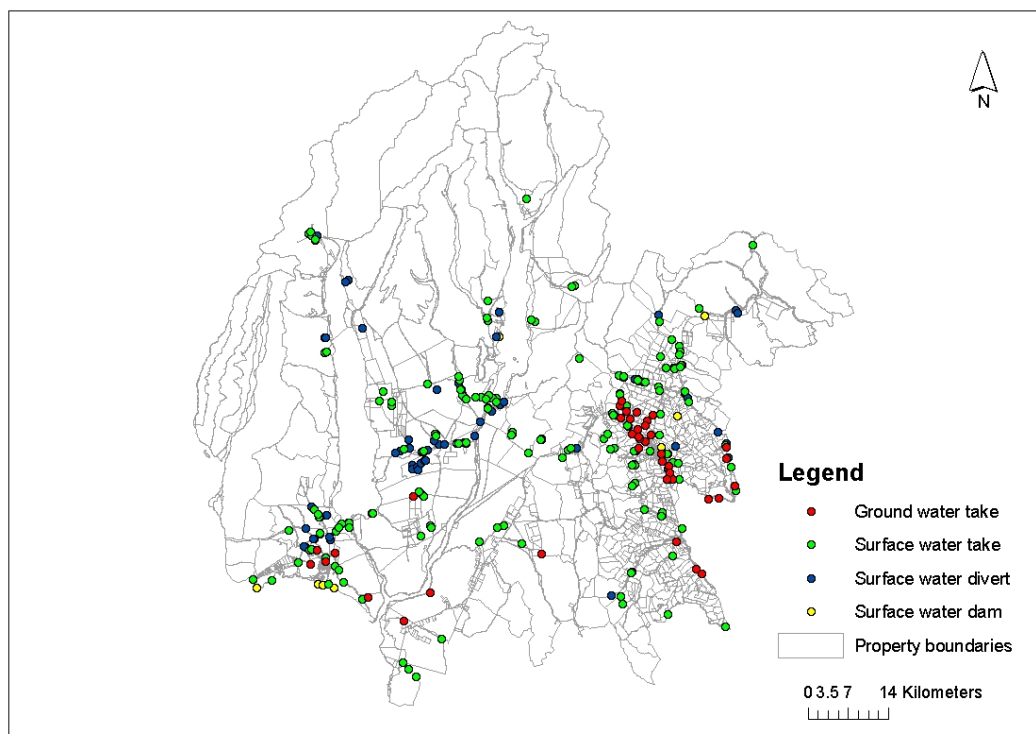 N
Legend
Ground water take
Surface water take
Surface water divert
Surface water dam
Property boundaries
0 3.5 7 14 Kilometers